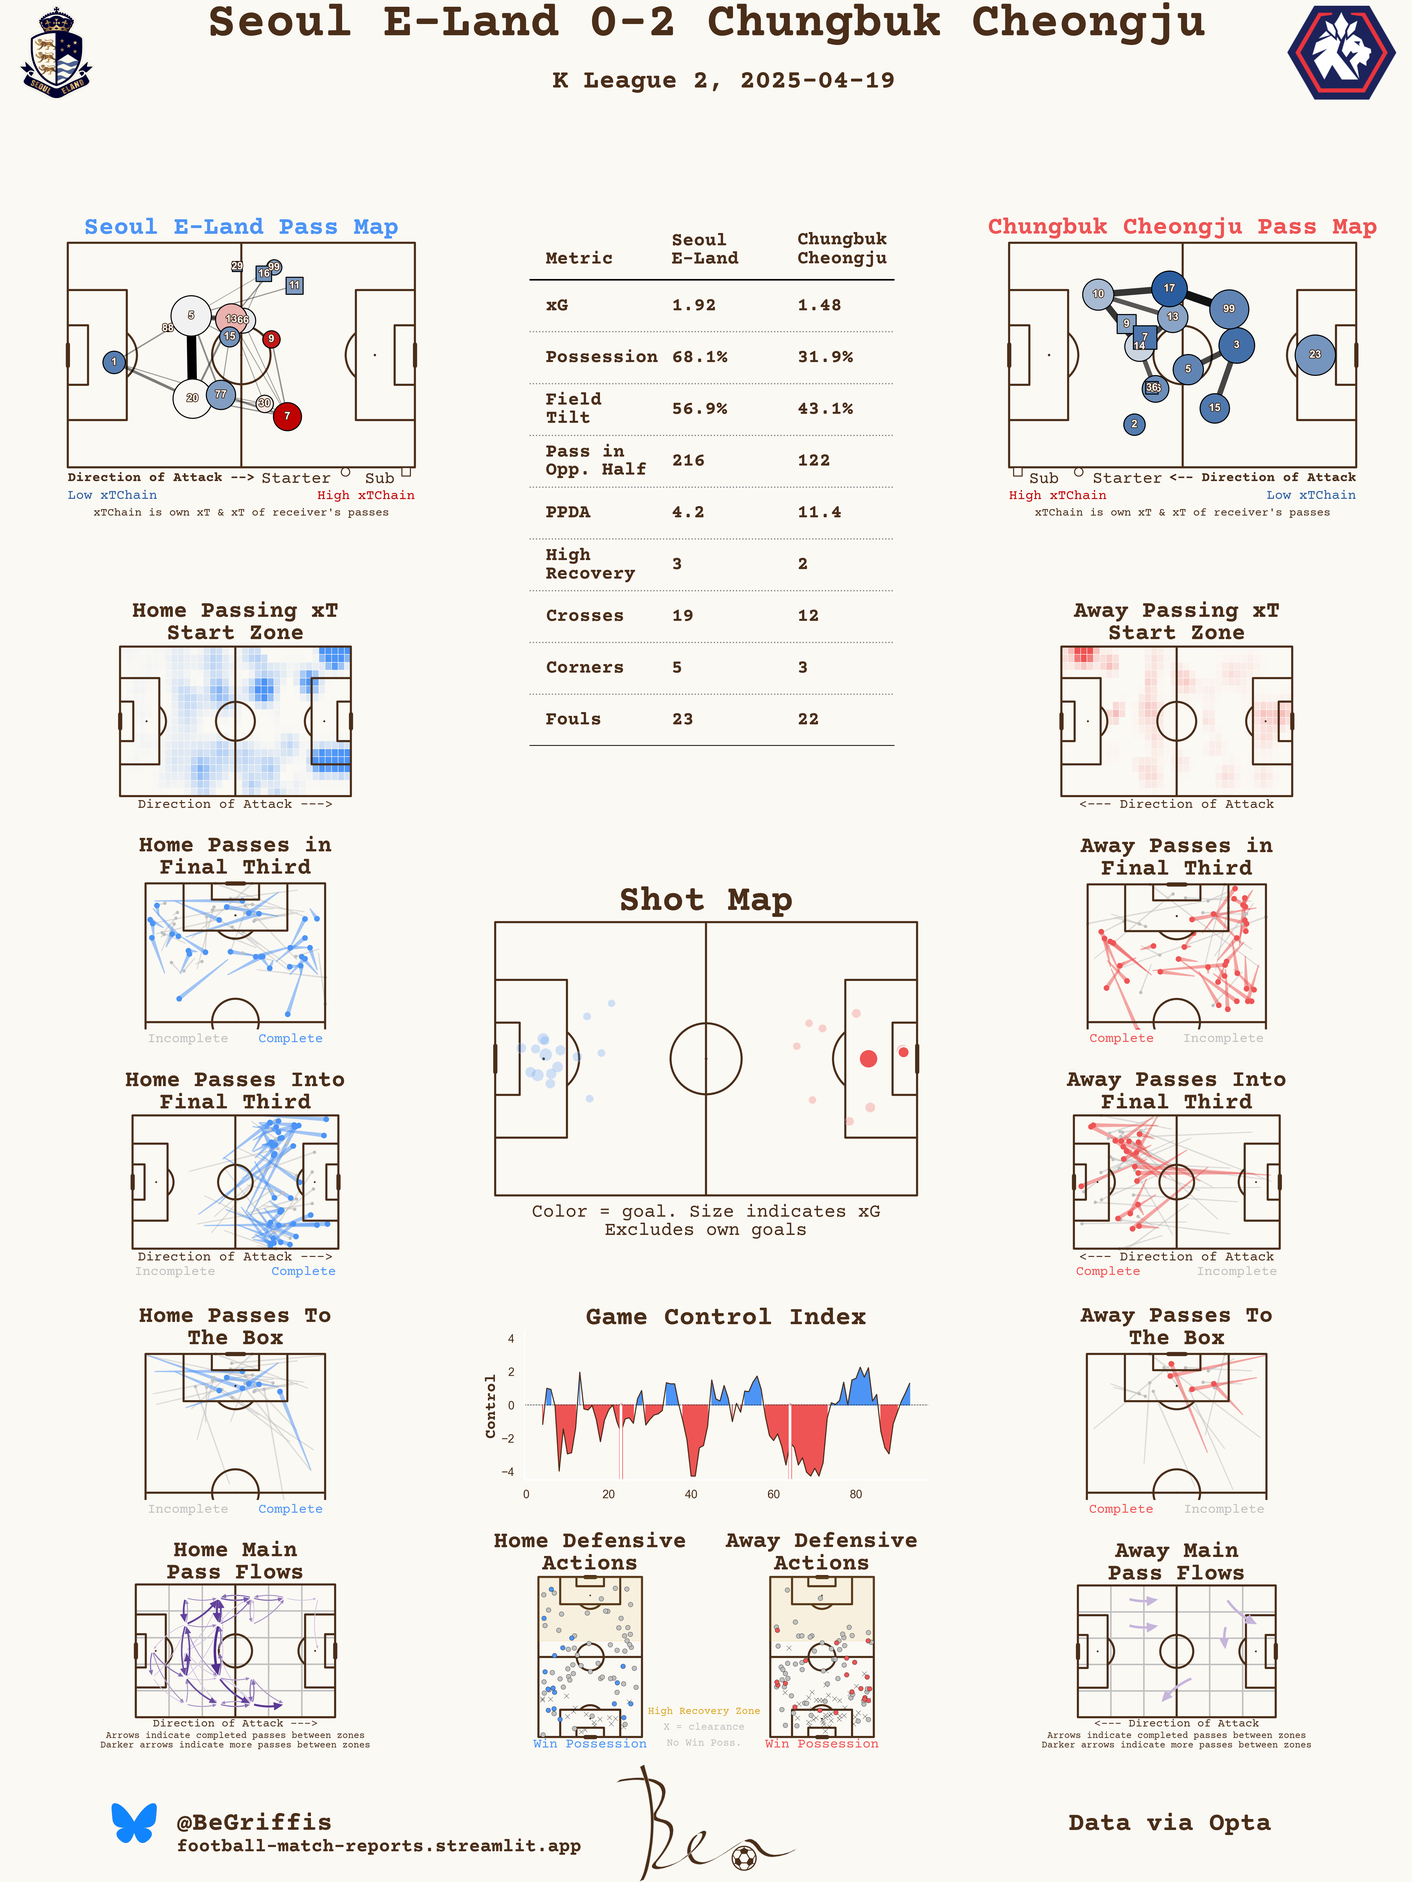 Seoul E-Land 0-2 Chungbuk Cheongju
K League 2, 2025-04-19
SEOUL ELAND
Seoul E-Land Pass Map
29
16
99
11
5
13
66
88
15
9
1
20
77
30
7
Direction of Attack --> Starter Sub
Low xTChain High xTChain
xTChain is own xT & xT of receiver's passes
Metric Seoul E-Land Chungbuk Cheongju
xG 1.92 1.48
Possession 68.1% 31.9%
Field Tilt 56.9% 43.1%
Pass in Opp. Half 216 122
PPDA 4.2 11.4
High Recovery 3 2
Crosses 19 12
Corners 5 3
Fouls 23 22
Chungbuk Cheongju Pass Map
10
17
99
13
9
7
14
3
23
5
36
15
2
Sub Starter <-- Direction of Attack
High xTChain Low xTChain
xTChain is own xT & xT of receiver's passes
Home Passing xT
Start Zone
Direction of Attack --->
Away Passing xT
Start Zone
<--- Direction of Attack
Home Passes in
Final Third
Incomplete Complete
Away Passes in
Final Third
Complete Incomplete
Shot Map
Color = goal. Size indicates xG
Excludes own goals
Home Passes Into
Final Third
Direction of Attack --->
Incomplete Complete
Away Passes Into
Final Third
<--- Direction of Attack
Complete Incomplete
Home Passes To
The Box
Incomplete Complete
Game Control Index
Control
4
2
0
−2
−4
0 20 40 60 80
Away Passes To
The Box
Complete Incomplete
Home Main
Pass Flows
Direction of Attack --->
Arrows indicate completed passes between zones
Darker arrows indicate more passes between zones
Home Defensive
Actions
Win Possession
High Recovery Zone
X = clearance
No Win Poss.
Away Defensive
Actions
Win Possession
Away Main
Pass Flows
<--- Direction of Attack
Arrows indicate completed passes between zones
Darker arrows indicate more passes between zones
@BeGriffis
football-match-reports.streamlit.app
Ben
Data via Opta